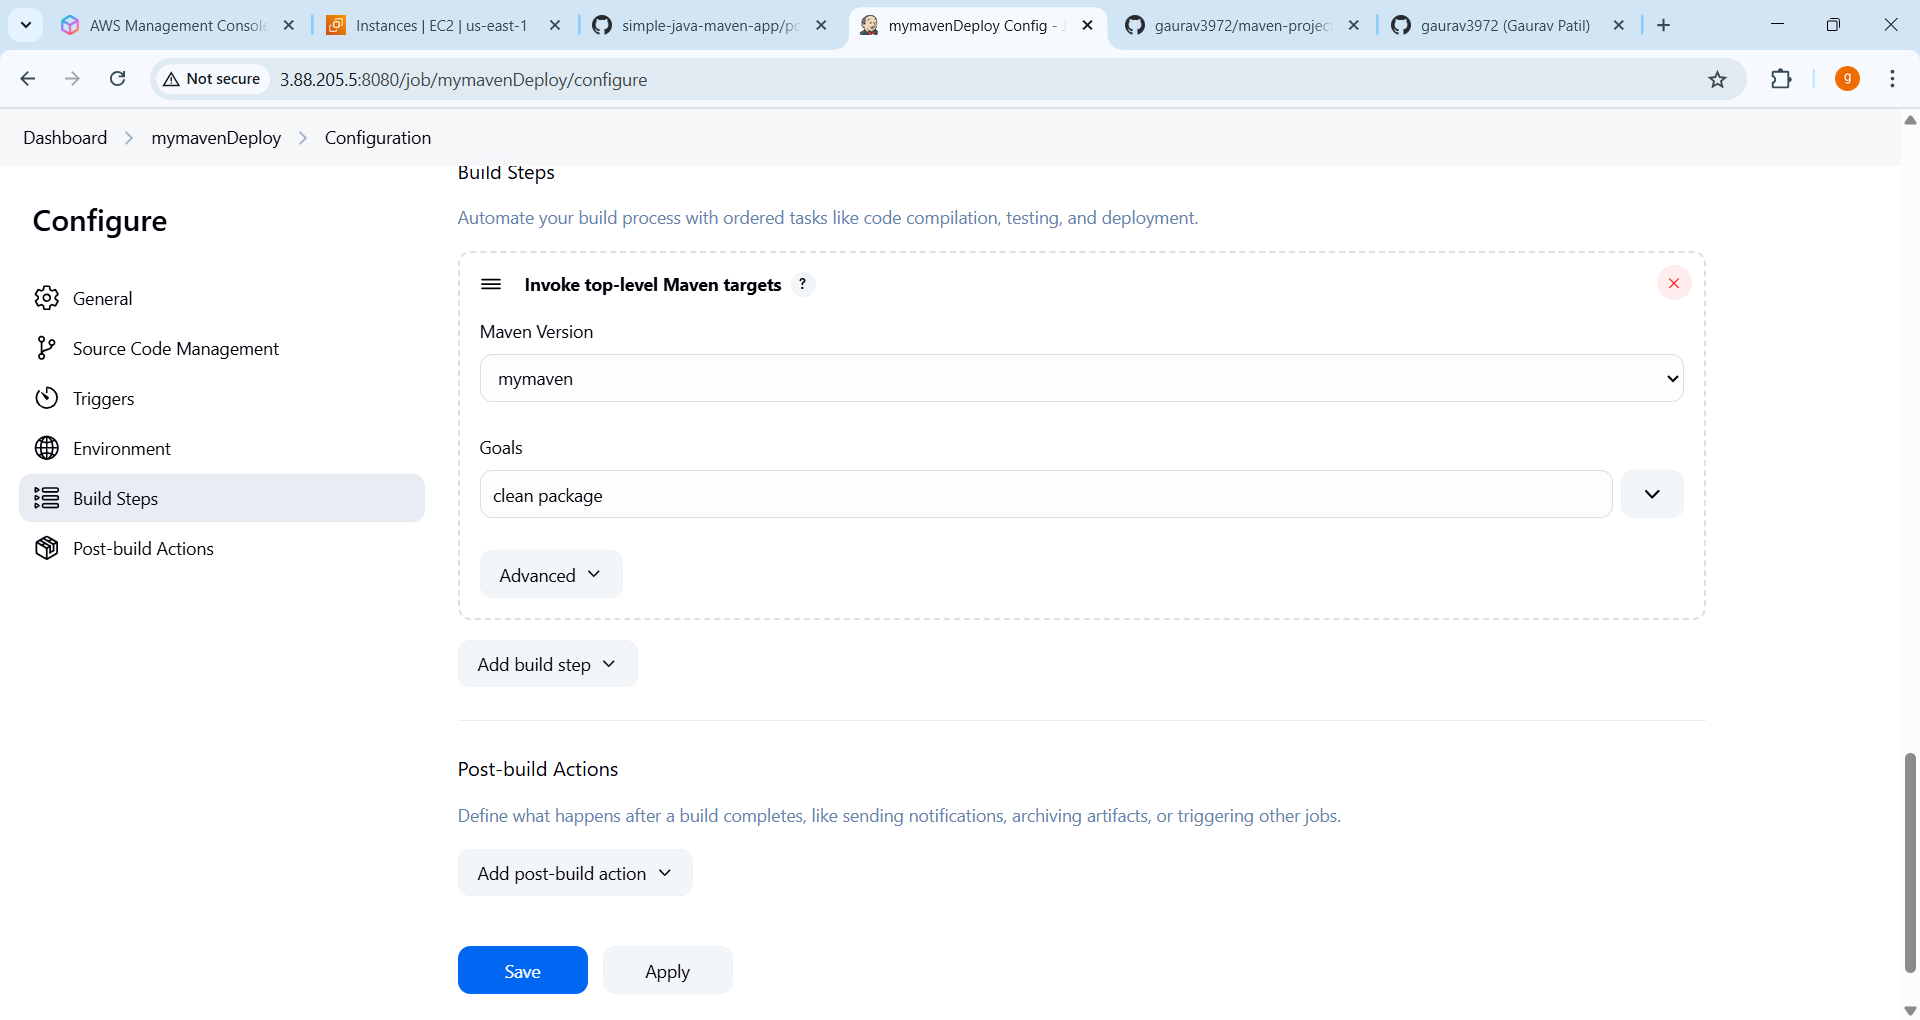 AWS Management Console
Instances | EC2 | us-east-1
simple-java-maven-app/po
mymavenDeploy Config - J
gaurav3972/maven-project
gaurav3972 (Gaurav Patil)
Not secure
3.88.205.5:8080/job/mymavenDeploy/configure
g
Dashboard
mymavenDeploy
Configuration
Configure
General
Source Code Management
Triggers
Environment
Build Steps
Post-build Actions
Build Steps
Automate your build process with ordered tasks like code compilation, testing, and deployment.
Invoke top-level Maven targets ?
Maven Version
mymaven
Goals
clean package
Advanced
Add build step
Post-build Actions
Define what happens after a build completes, like sending notifications, archiving artifacts, or triggering other jobs.
Add post-build action
Save
Apply